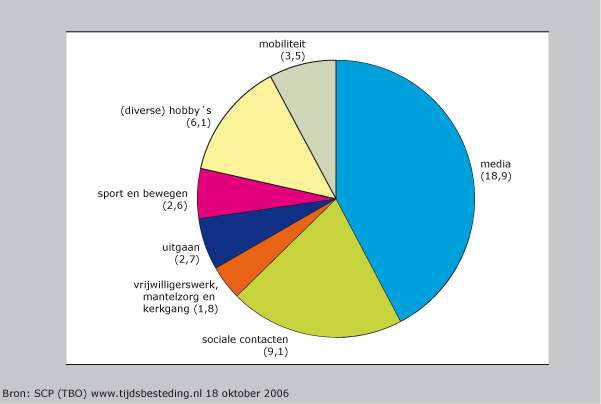 mobiliteit
(3,5)
(diverse) hobby´s
(6,1)
media
(18,9)
sport en bewegen
(2,6)
uitgaan
(2,7)
vrijwilligerswerk,
mantelzorg en
kerkgang (1,8)
sociale contacten
(9,1)
Bron: SCP (TBO) www.tijdsbesteding.nl 18 oktober 2006